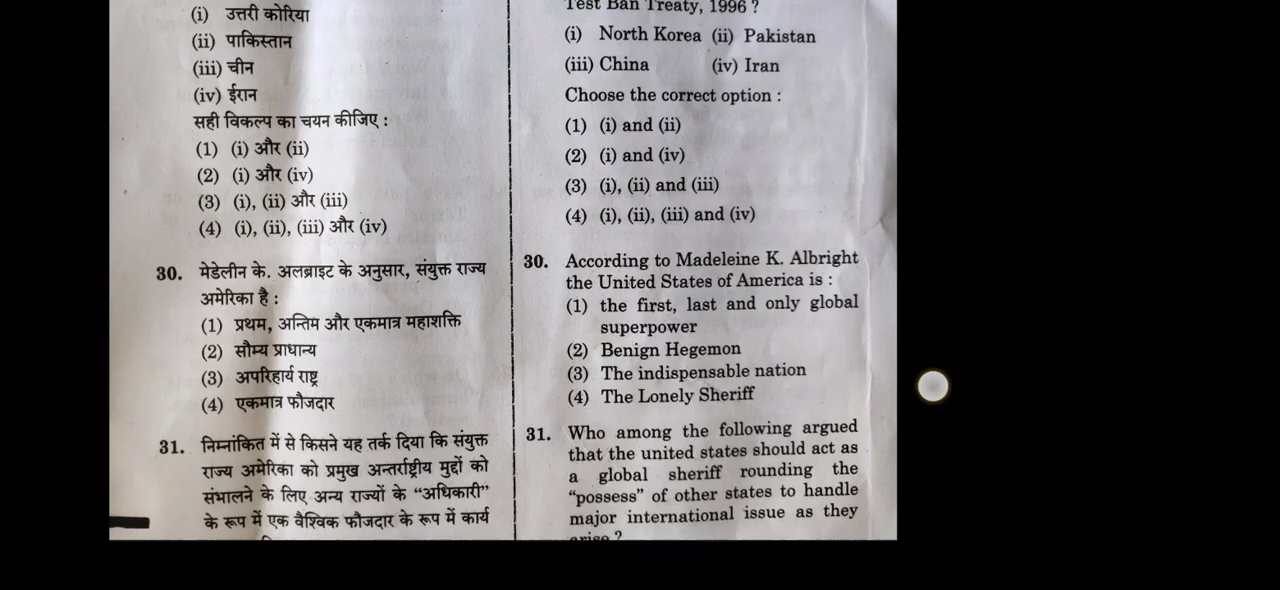 (i) उत्तरी कोरिया
(ii) पाकिस्तान
(iii) चीन
(iv) ईरान
सही विकल्प का चयन कीजिए :
(1) (i) और (ii)
(2) (i) और (iv)
(3) (i), (ii) और (iii)
(4) (i), (ii), (iii) और (iv)
30. मेडेलीन के. अलब्राइट के अनुसार, संयुक्त राज्य
अमेरिका है :
(1) प्रथम, अन्तिम और एकमात्र महाशक्ति
(2) सौम्य प्राधान्य
(3) अपरिहार्य राष्ट्र
(4) एकमात्र फौजदार
31. निम्नांकित में से किसने यह तर्क दिया कि संयुक्त
राज्य अमेरिका को प्रमुख अन्तर्राष्ट्रीय मुद्दों को
संभालने के लिए अन्य राज्यों के “अधिकारी”
के रूप में एक वैश्विक फौजदार के रूप में कार्य
Test Ban Treaty, 1996 ?
(i) North Korea (ii) Pakistan
(iii) China (iv) Iran
Choose the correct option :
(1) (i) and (ii)
(2) (i) and (iv)
(3) (i), (ii) and (iii)
(4) (i), (ii), (iii) and (iv)
30. According to Madeleine K. Albright
the United States of America is :
(1) the first, last and only global
superpower
(2) Benign Hegemon
(3) The indispensable nation
(4) The Lonely Sheriff
31. Who among the following argued
that the united states should act as
a global sheriff rounding the
“possess” of other states to handle
major international issue as they
arise ?